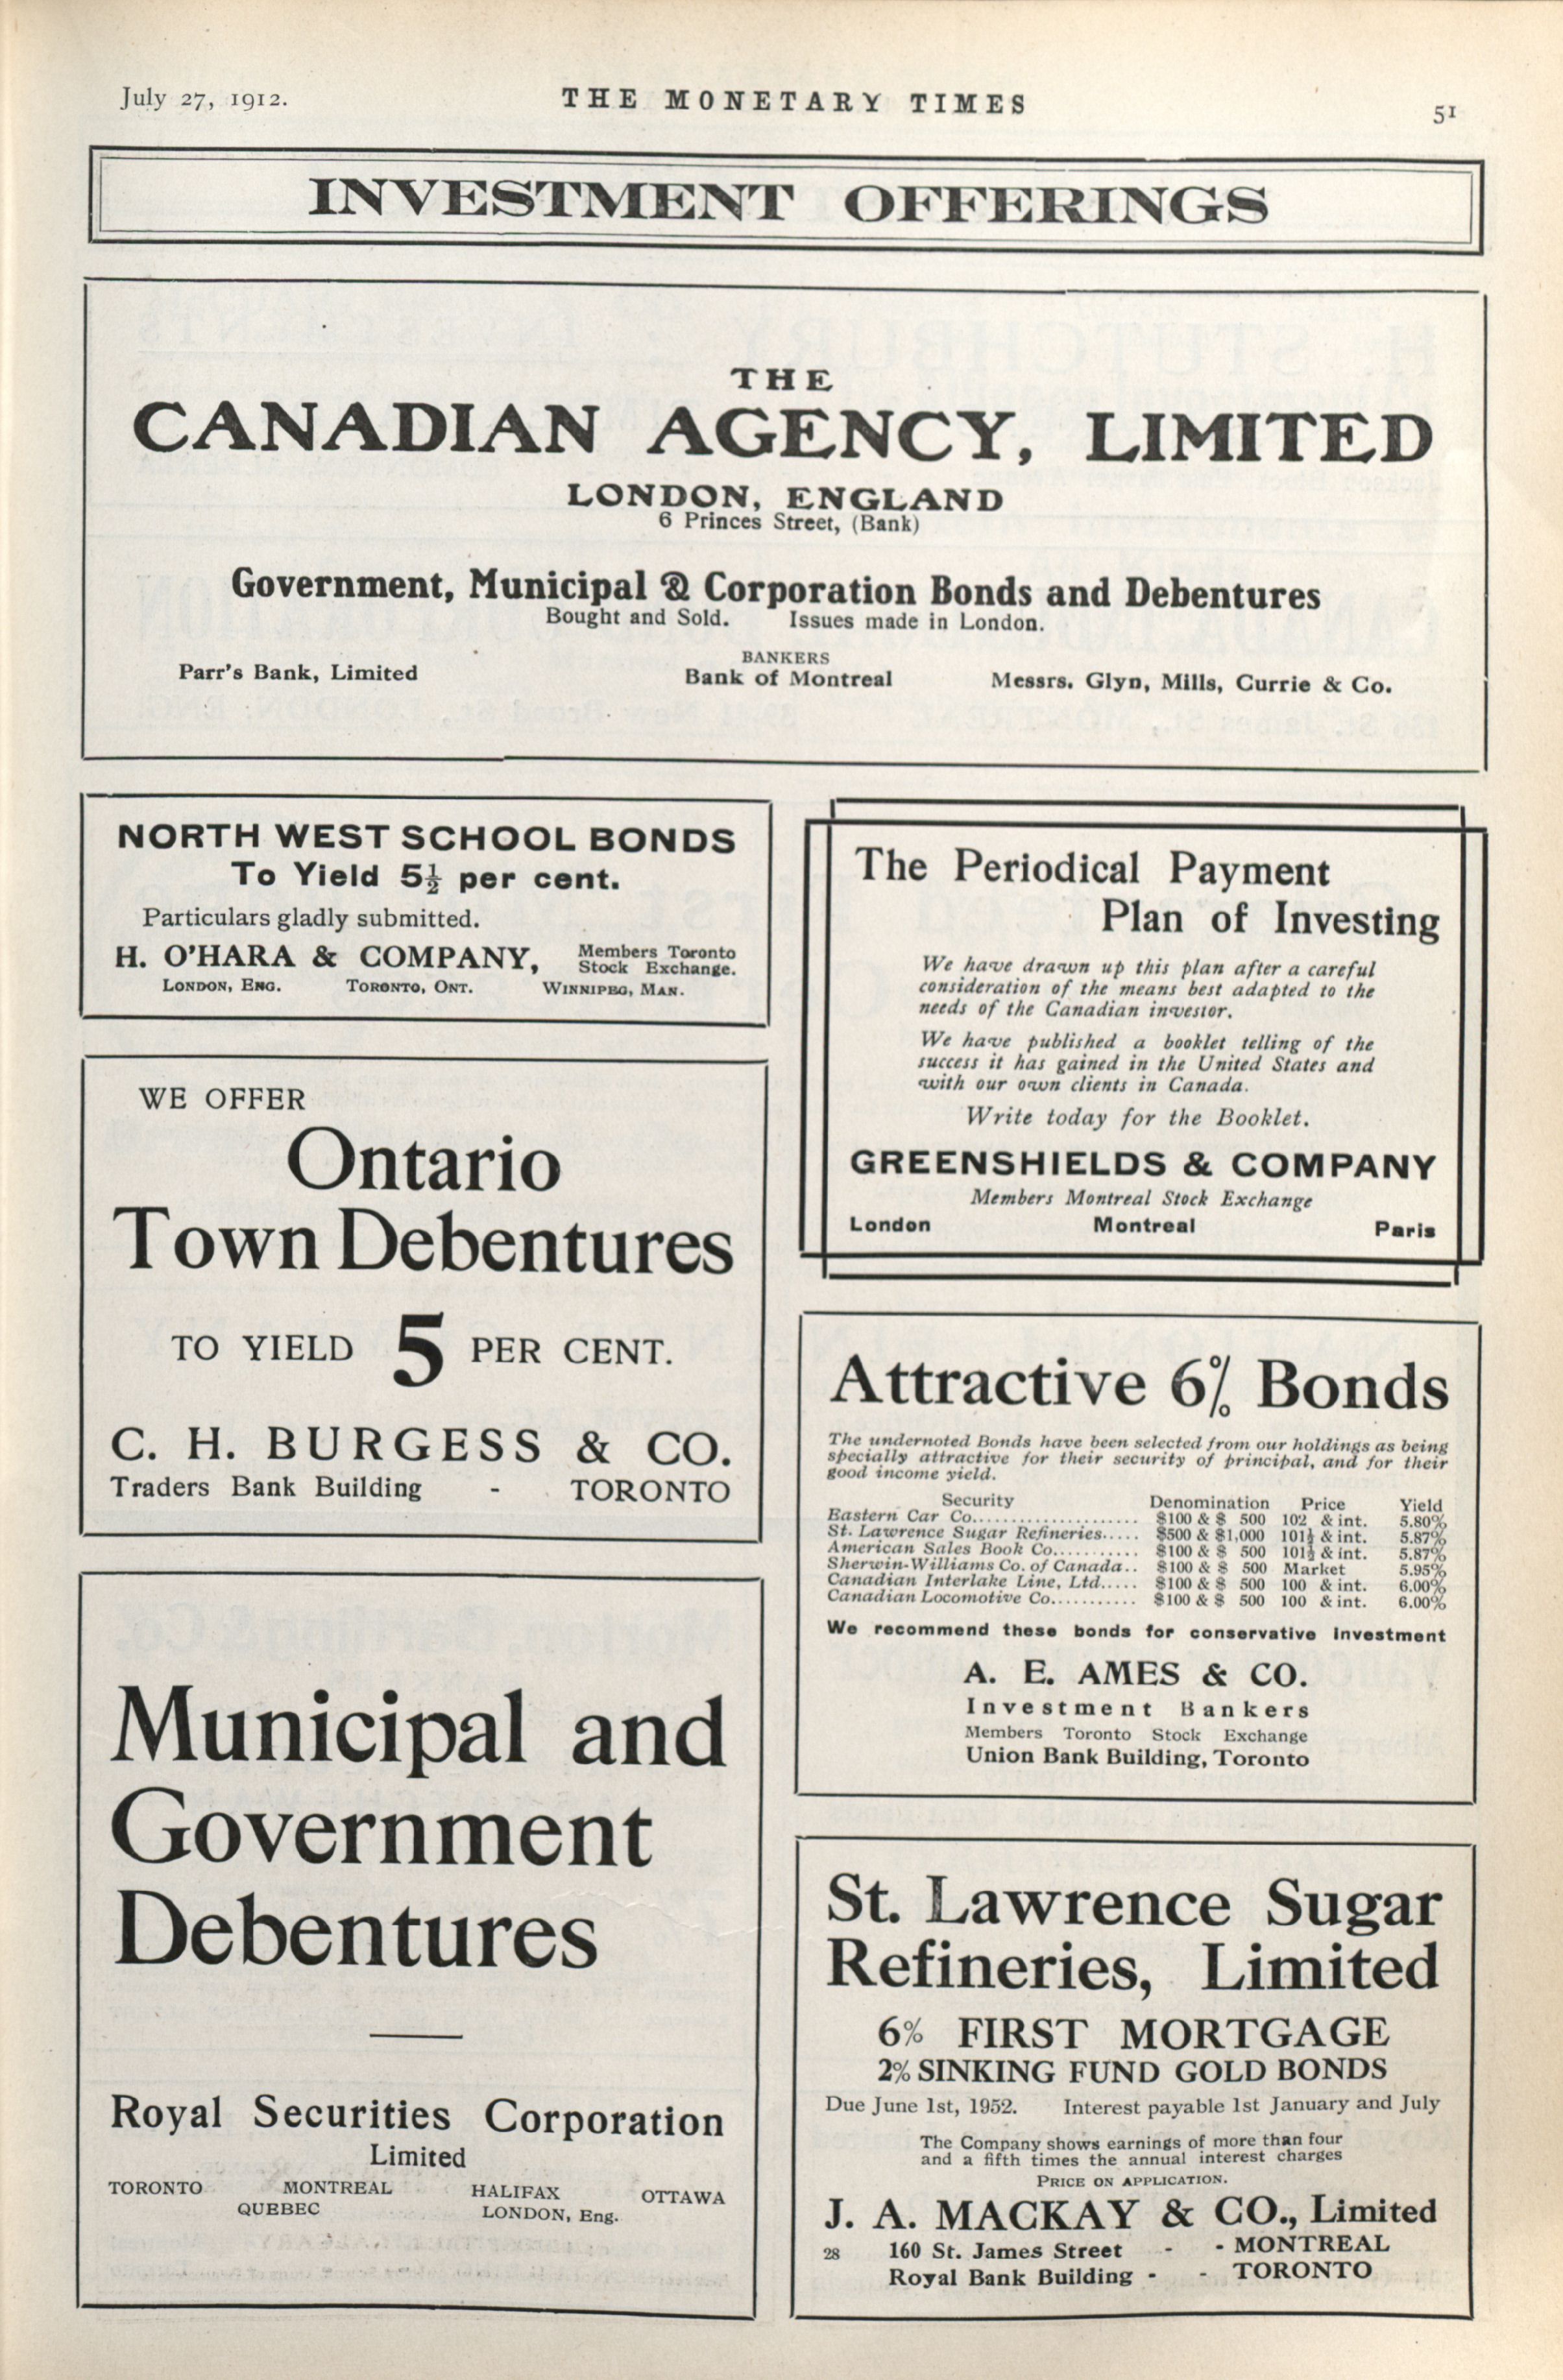 July 27, 1912.
THE MONETARY TIMES
51
INVESTMENT OFFERINGS
THE
CANADIAN AGENCY, LIMITED
LONDON, ENGLAND
6 Princes Street, (Bank)
Government, Municipal & Corporation Bonds and Debentures
Bought and Sold. Issues made in London.
BANKERS
Parr's Bank, Limited Bank of Montreal Messrs. Glyn, Mills, Currie & Co.
NORTH WEST SCHOOL BONDS
To Yield 5½ per cent.
Particulars gladly submitted.
H. O'HARA & COMPANY, Members Toronto
Stock Exchange.
LONDON, ENG. TORONTO, ONT. WINNIPEG, MAN.
WE OFFER
Ontario
Town Debentures
TO YIELD 5 PER CENT.
C. H. BURGESS & CO.
Traders Bank Building - TORONTO
Municipal and
Government
Debentures
Royal Securities Corporation
Limited
TORONTO MONTREAL HALIFAX OTTAWA
QUEBEC LONDON, Eng.
The Periodical Payment
Plan of Investing
We have drawn up this plan after a careful
consideration of the means best adapted to the
needs of the Canadian investor.
We have published a booklet telling of the
success it has gained in the United States and
with our own clients in Canada.
Write today for the Booklet.
GREENSHIELDS & COMPANY
Members Montreal Stock Exchange
London Montreal Paris
Attractive 6% Bonds
The undernoted Bonds have been selected from our holdings as being
specially attractive for their security of principal, and for their
good income yield.
Security Denomination Price Yield
Eastern Car Co...................... $100 & $ 500 102 & int. 5.80%
St. Lawrence Sugar Refineries..... $500 & $1,000 101½ & int. 5.87%
American Sales Book Co........... $100 & $ 500 101½ & int. 5.87%
Sherwin-Williams Co. of Canada.. $100 & $ 500 Market 5.95%
Canadian Interlake Line, Ltd..... $100 & $ 500 100 & int. 6.00%
Canadian Locomotive Co........... $100 & $ 500 100 & int. 6.00%
We recommend these bonds for conservative investment
A. E. AMES & CO.
Investment Bankers
Members Toronto Stock Exchange
Union Bank Building, Toronto
St. Lawrence Sugar
Refineries, Limited
6% FIRST MORTGAGE
2% SINKING FUND GOLD BONDS
Due June 1st, 1952. Interest payable 1st January and July
The Company shows earnings of more than four
and a fifth times the annual interest charges
PRICE ON APPLICATION.
J. A. MACKAY & CO., Limited
28 160 St. James Street - - MONTREAL
Royal Bank Building - - TORONTO